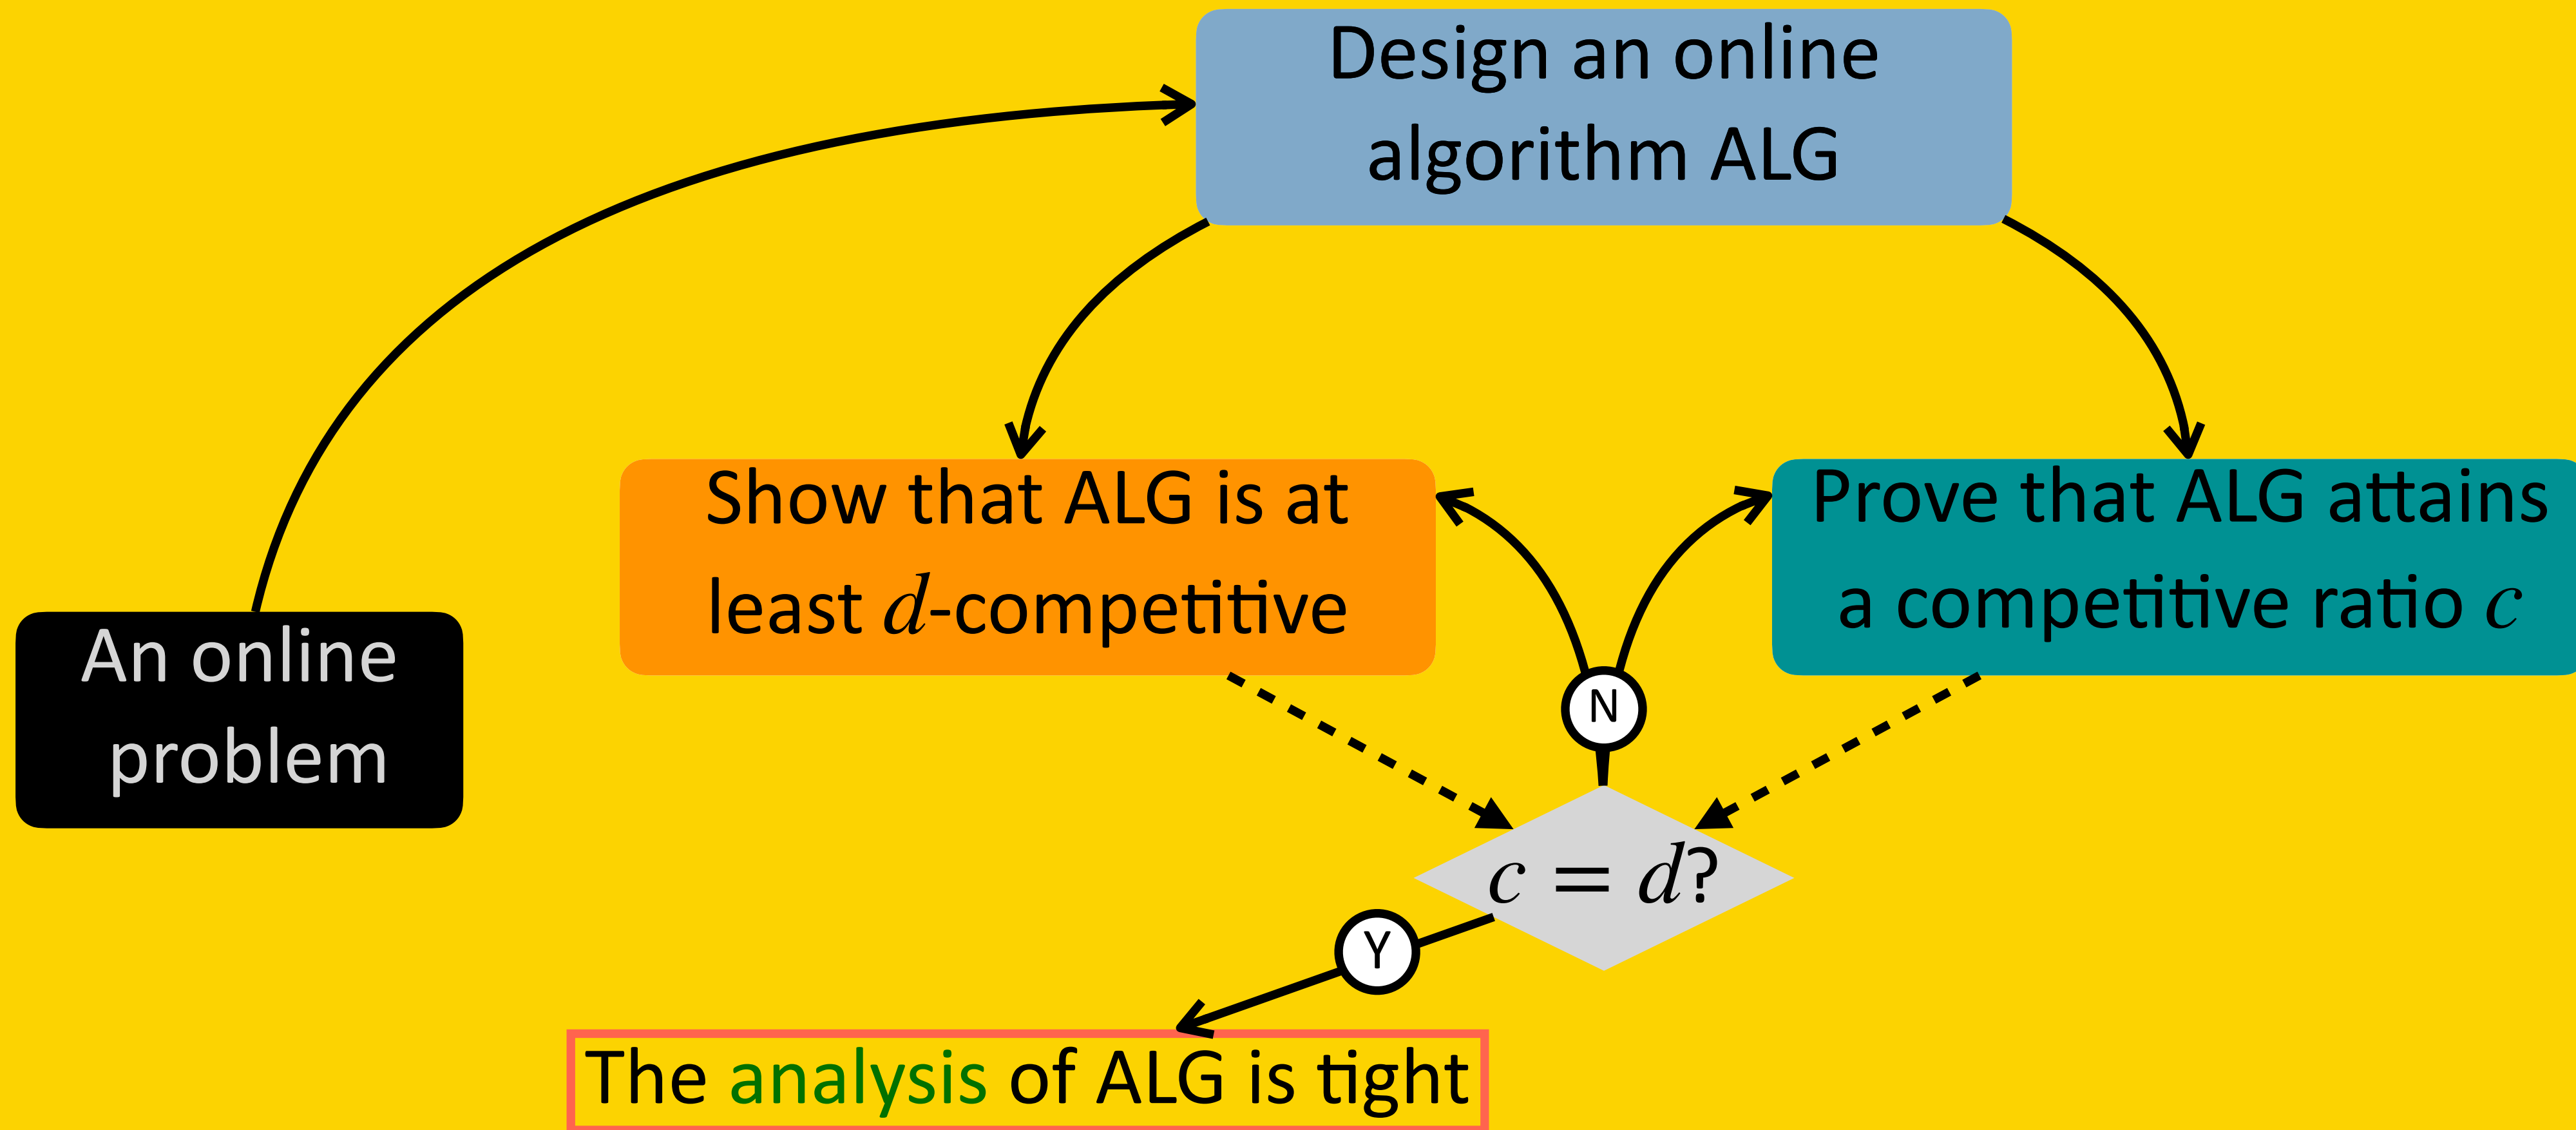 Design an online
algorithm ALG
Show that ALG is at
least d-competitive
Prove that ALG attains
a competitive ratio c
An online
problem
N
c = d?
Y
The analysis of ALG is tight